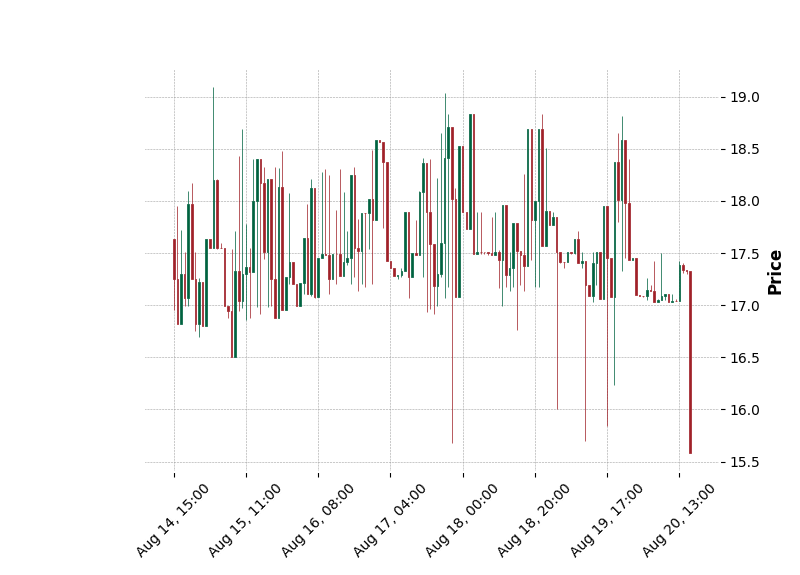 19.0
18.5
18.0
17.5
17.0
16.5
16.0
15.5
Price
Aug 14, 15:00
Aug 15, 11:00
Aug 16, 08:00
Aug 17, 04:00
Aug 18, 00:00
Aug 18, 20:00
Aug 19, 17:00
Aug 20, 13:00